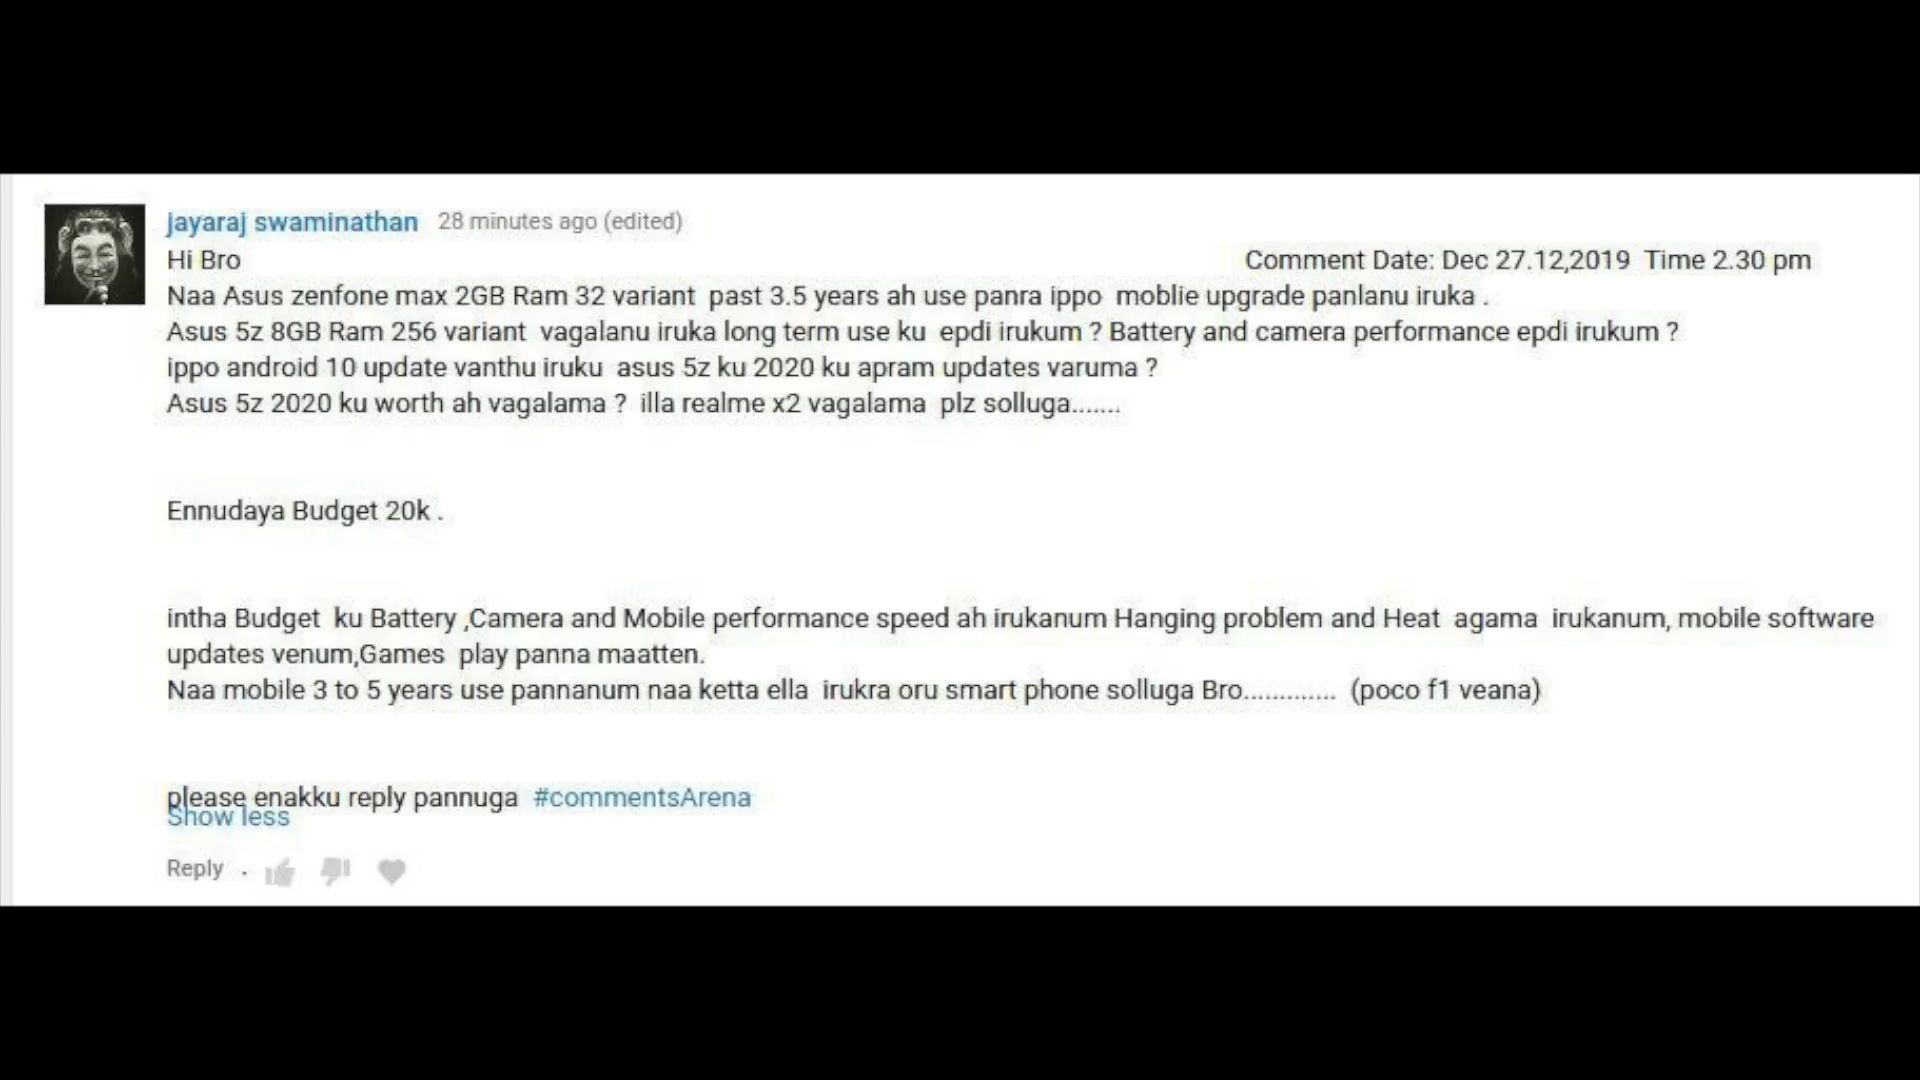 jayaraj swaminathan 28 minutes ago (edited)
Hi Bro Comment Date: Dec 27.12,2019 Time 2.30 pm
Naa Asus zenfone max 2GB Ram 32 variant past 3.5 years ah use panra ippo moblie upgrade panlanu iruka .
Asus 5z 8GB Ram 256 variant vagalanu iruka long term use ku epdi irukum ? Battery and camera performance epdi irukum ?
ippo android 10 update vanthu iruku asus 5z ku 2020 ku apram updates varuma ?
Asus 5z 2020 ku worth ah vagalama ? illa realme x2 vagalama plz solluga.......
Ennudaya Budget 20k .
intha Budget ku Battery ,Camera and Mobile performance speed ah irukanum Hanging problem and Heat agama irukanum, mobile software
updates venum,Games play panna maatten.
Naa mobile 3 to 5 years use pannanum naa ketta ella irukra oru smart phone solluga Bro............. (poco f1 veana)
please enakku reply pannuga #commentsArena
Show less
Reply .